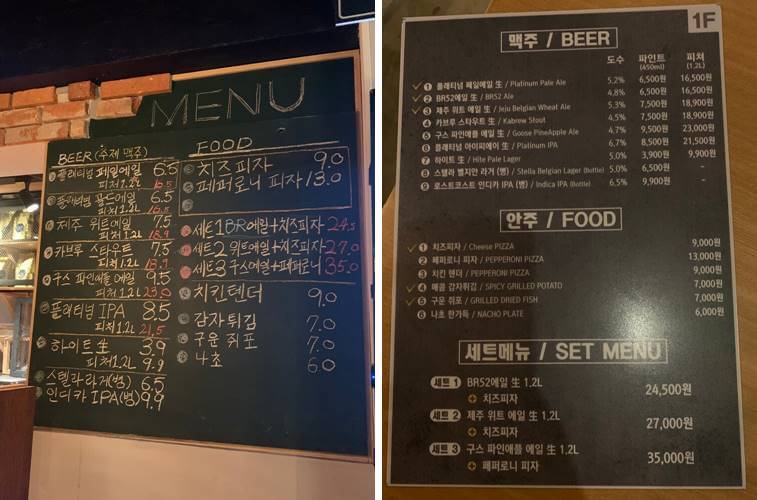 MENU
BEER (수제 맥주)
플래티넘 페일에일 6.5
피처 1.2L 16.5
플래티넘 골드에일 6.5
피처 1.2L 16.5
제주 위트에일 7.5
피처 1.2L 18.9
카브루 스타우트 7.5
피처 1.2L 18.9
구스 파인애플 에일 9.5
피처 1.2L 23.0
플래티넘 IPA 8.5
피처 1.2L 21.5
하이트 生 3.9
피처 1.2L 9.9
스텔라 라거(병) 6.5
인디카 IPA(병) 9.9
FOOD
치즈피자 9.0
페퍼로니 피자 13.0
세트1 BR에일+치즈피자 24.5
세트2 위트에일+치즈피자 27.0
세트3 구스에일+페퍼로니 35.0
치킨텐더 9.0
감자튀김 7.0
구운 쥐포 7.0
나초 6.0
1F
맥주 / BEER
도수 파인트 피쳐
(450ml) (1.2L)
1 플래티넘 페일에일 生 / Platinum Pale Ale 5.2% 6,500원 16,500원
2 BR52에일 生 / BR52 Ale 4.8% 6,500원 16,500원
3 제주 위트 에일 生 / Jeju Belgian Wheat Ale 5.3% 7,500원 18,900원
4 카브루 스타우트 生 / Kabrew Stout 4.5% 7,500원 18,900원
5 구스 파인애플 에일 生 / Goose PineApple Ale 4.7% 9,500원 23,000원
6 플래티넘 아이피에이 生 / Platinum IPA 6.7% 8,500원 21,500원
7 하이트 生 / Hite Pale Lager 5.0% 3,900원 9,900원
8 스텔라 벨지안 라거 (병) / Stella Belgian Lager (Bottle) 5.0% 6,500원 -
9 로스트코스트 인디카 IPA (병) / Indica IPA (Bottle) 6.5% 9,900원
안주 / FOOD
1 치즈피자 / Cheese PIZZA 9,000원
2 페퍼로니 피자 / PEPPERONI PIZZA 13,000원
3 치킨 텐더 / PEPPERONI PIZZA 9,000원
4 매콤 감자튀김 / SPICY GRILLED POTATO 7,000원
5 구운 쥐포 / GRILLED DRIED FISH 7,000원
6 나초 한가득 / NACHO PLATE 6,000원
세트메뉴 / SET MENU
세트 1 BR52에일 生 1.2L
+ 치즈피자 24,500원
세트 2 제주 위트 에일 生 1.2L
+ 치즈피자 27,000원
세트 3 구스 파인애플 에일 生 1.2L
+ 페퍼로니 피자 35,000원